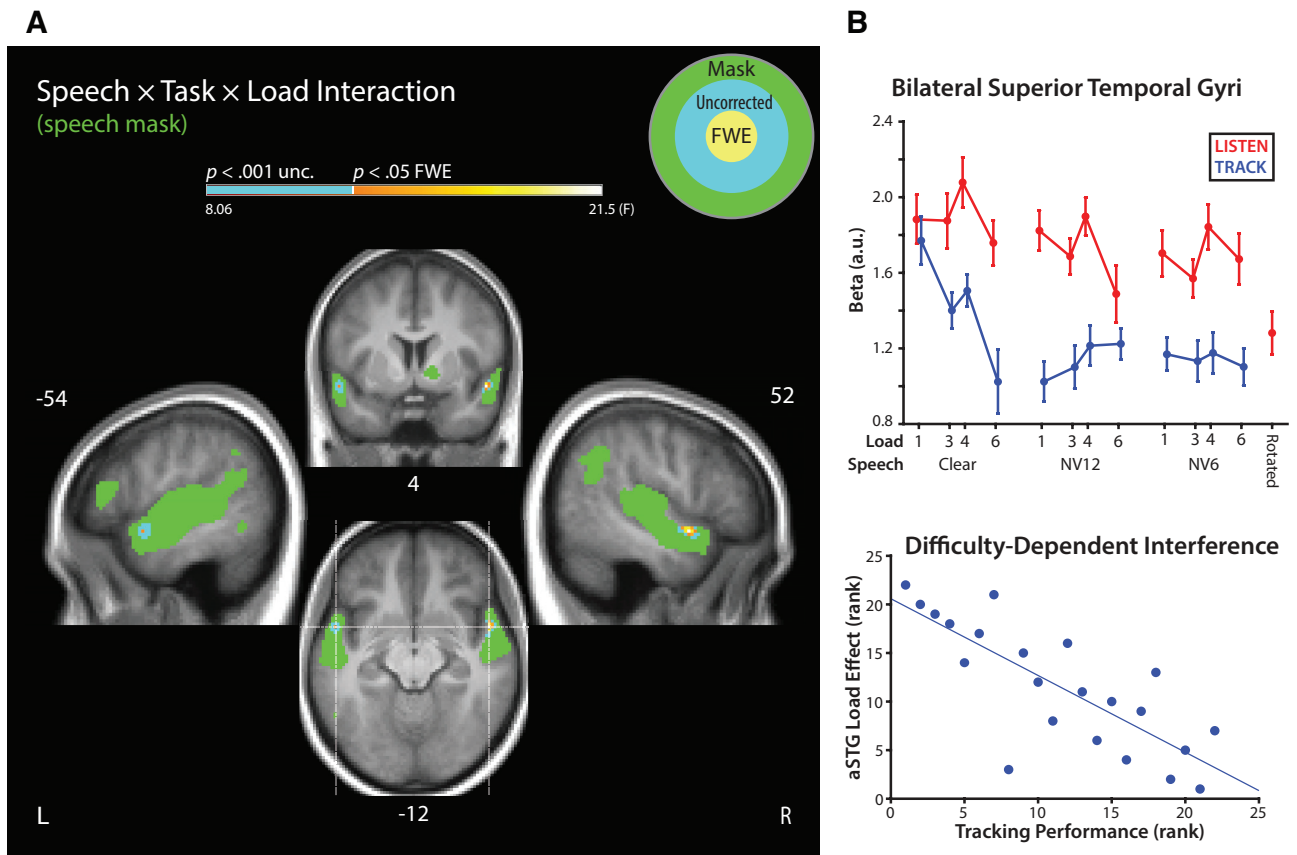 A
Speech × Task × Load Interaction
(speech mask)
Mask
Uncorrected
FWE
p < .001 unc. p < .05 FWE
8.06 21.5 (F)
-54
52
4
-12
L
R
B
Bilateral Superior Temporal Gyri
LISTEN
TRACK
Beta (a.u.)
2.4
2.0
1.6
1.2
0.8
Load 1 3 4 6 1 3 4 6 1 3 4 6
Speech Clear NV12 NV6
Rotated
Difficulty-Dependent Interference
aSTG Load Effect (rank)
25
20
15
10
5
0
0 5 10 15 20 25
Tracking Performance (rank)